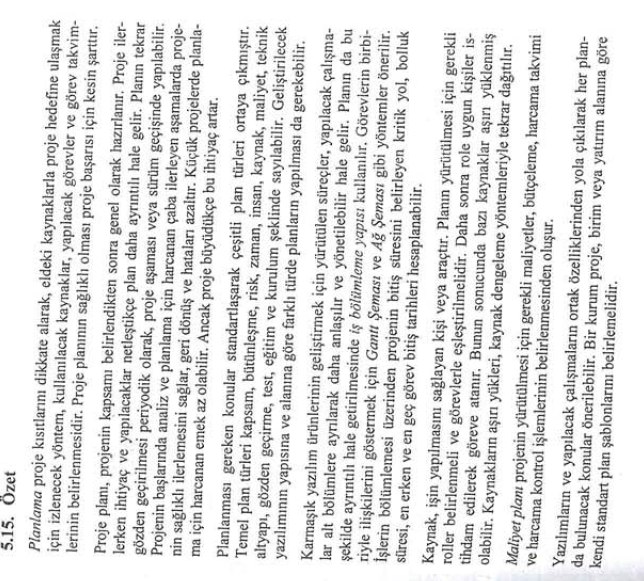 5.15. Özet
Planlama proje kısıtlarını dikkate alarak, eldeki kaynaklarla proje hedefine ulaşmak
için izlenecek yöntem, kullanılacak kaynaklar, yapılacak görevler ve görev takvim-
lerinin belirlenmesidir. Proje planının sağlıklı olması proje başarısı için kesin şarttır.
Proje planı, projenin kapsamı belirlendikten sonra genel olarak hazırlanır. Proje iler-
lerken ihtiyaç ve yapılacaklar netleştikçe plan daha ayrıntılı hale gelir. Planın tekrar
gözden geçirilmesi periyodik olarak, proje aşaması veya sürüm geçişinde yapılabilir.
Projenin başlarında analiz ve planlama için harcanan çaba ilerleyen aşamalarda proje-
nin sağlıklı ilerlemesini sağlar, geri dönüş ve hataları azaltır. Küçük projelerde planla-
ma için harcanan emek az olabilir. Ancak proje büyüdükçe bu ihtiyaç artar.
Planlanması gereken konular standartlaşarak çeşitli plan türleri ortaya çıkmıştır.
Temel plan türleri kapsam, bütünleşme, risk, zaman, insan, kaynak, maliyet, teknik
altyapı, gözden geçirme, test, eğitim ve kurulum şeklinde sayılabilir. Geliştirilecek
yazılımının yapısına ve alanına göre farklı türde planların yapılması da gerekebilir.
Karmaşık yazılım ürünlerinin geliştirmek için yürütülen süreçler, yapılacak çalışma-
lar alt bölümlere ayrılarak daha anlaşılır ve yönetilebilir hale gelir. Planın da bu
şekilde ayrıntılı hale getirilmesinde iş bölümleme yapısı kullanılır. Görevlerin birbi-
riyle ilişkilerini göstermek için Gantt Şeması ve Ağ Şeması gibi yöntemler önerilir.
İşlerin bölümlemesi üzerinden projenin bitiş süresini belirleyen kritik yol, bolluk
süresi, en erken ve en geç görev bitiş tarihleri hesaplanabilir.
Kaynak, işin yapılmasını sağlayan kişi veya araçtır. Planın yürütülmesi için gerekli
roller belirlenmeli ve görevlerle eşleştirilmelidir. Daha sonra role uygun kişiler is-
tihdam edilerek göreve atanır. Bunun sonucunda bazı kaynaklar aşırı yüklenmiş
olabilir. Kaynakların aşırı yükleri, kaynak dengeleme yöntemleriyle tekrar dağıtılır.
Maliyet planı projenin yürütülmesi için gerekli maliyetler, bütçeleme, harcama takvimi
ve harcama kontrol işlemlerinin belirlenmesinden oluşur.
Yazılımların ve yapılacak çalışmaların ortak özelliklerinden yola çıkılarak her plan-
da bulunacak konular önerilebilir. Bir kurum proje, birim veya yatırım alanına göre
kendi standart plan şablonlarını belirlemelidir.